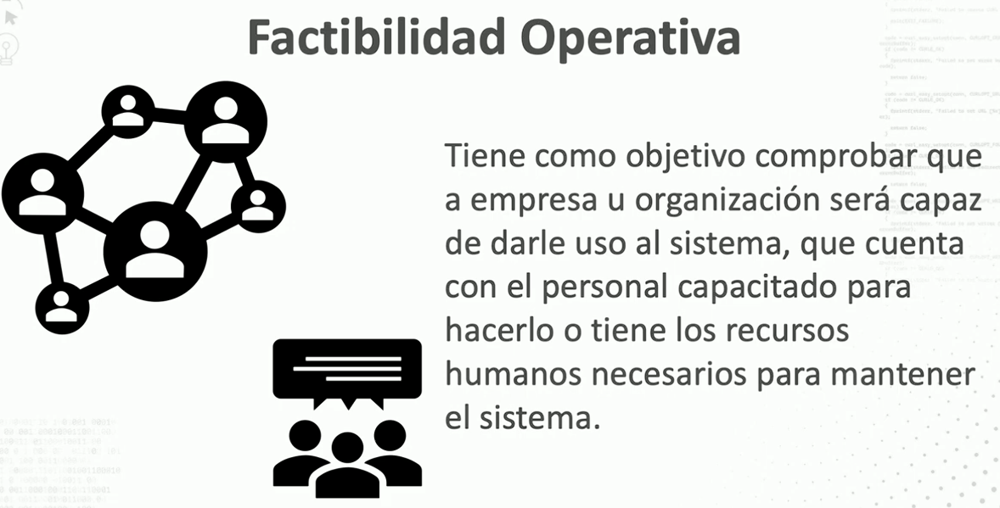 Factibilidad Operativa
Tiene como objetivo comprobar que
a empresa u organización será capaz
de darle uso al sistema, que cuenta
con el personal capacitado para
hacerlo o tiene los recursos
humanos necesarios para mantener
el sistema.